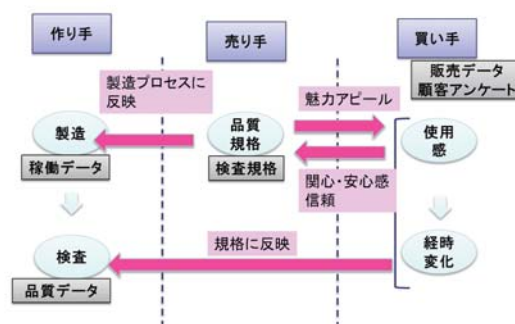 作り手
売り手
買い手
販売データ
顧客アンケート
製造プロセスに
反映
魅力アピール
製造
稼働データ
品質
規格
検査規格
使用
感
関心・安心感
信頼
規格に反映
検査
品質データ
経時
変化